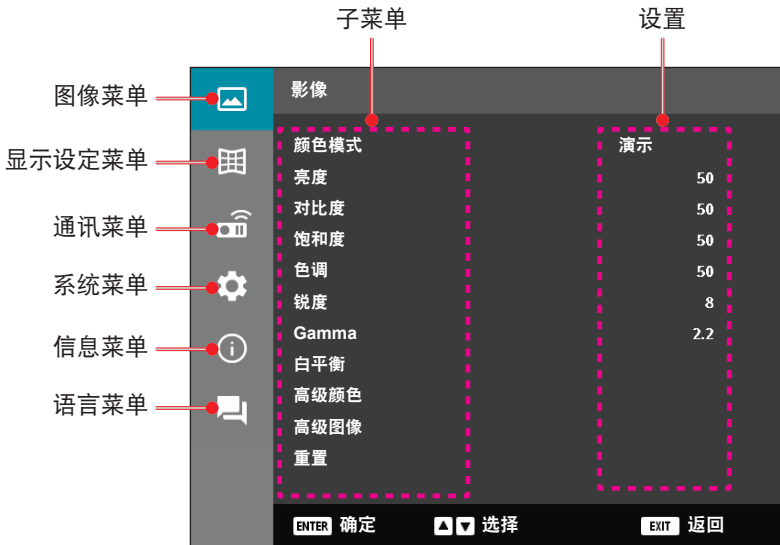 子菜单 设置
图像菜单
显示设定菜单
通讯菜单
系统菜单
信息菜单
语言菜单
影像
颜色模式 演示
亮度 50
对比度 50
饱和度 50
色调 50
锐度 8
Gamma 2.2
白平衡
高级颜色
高级图像
重置
ENTER 确定 ▲▼ 选择 EXIT 返回